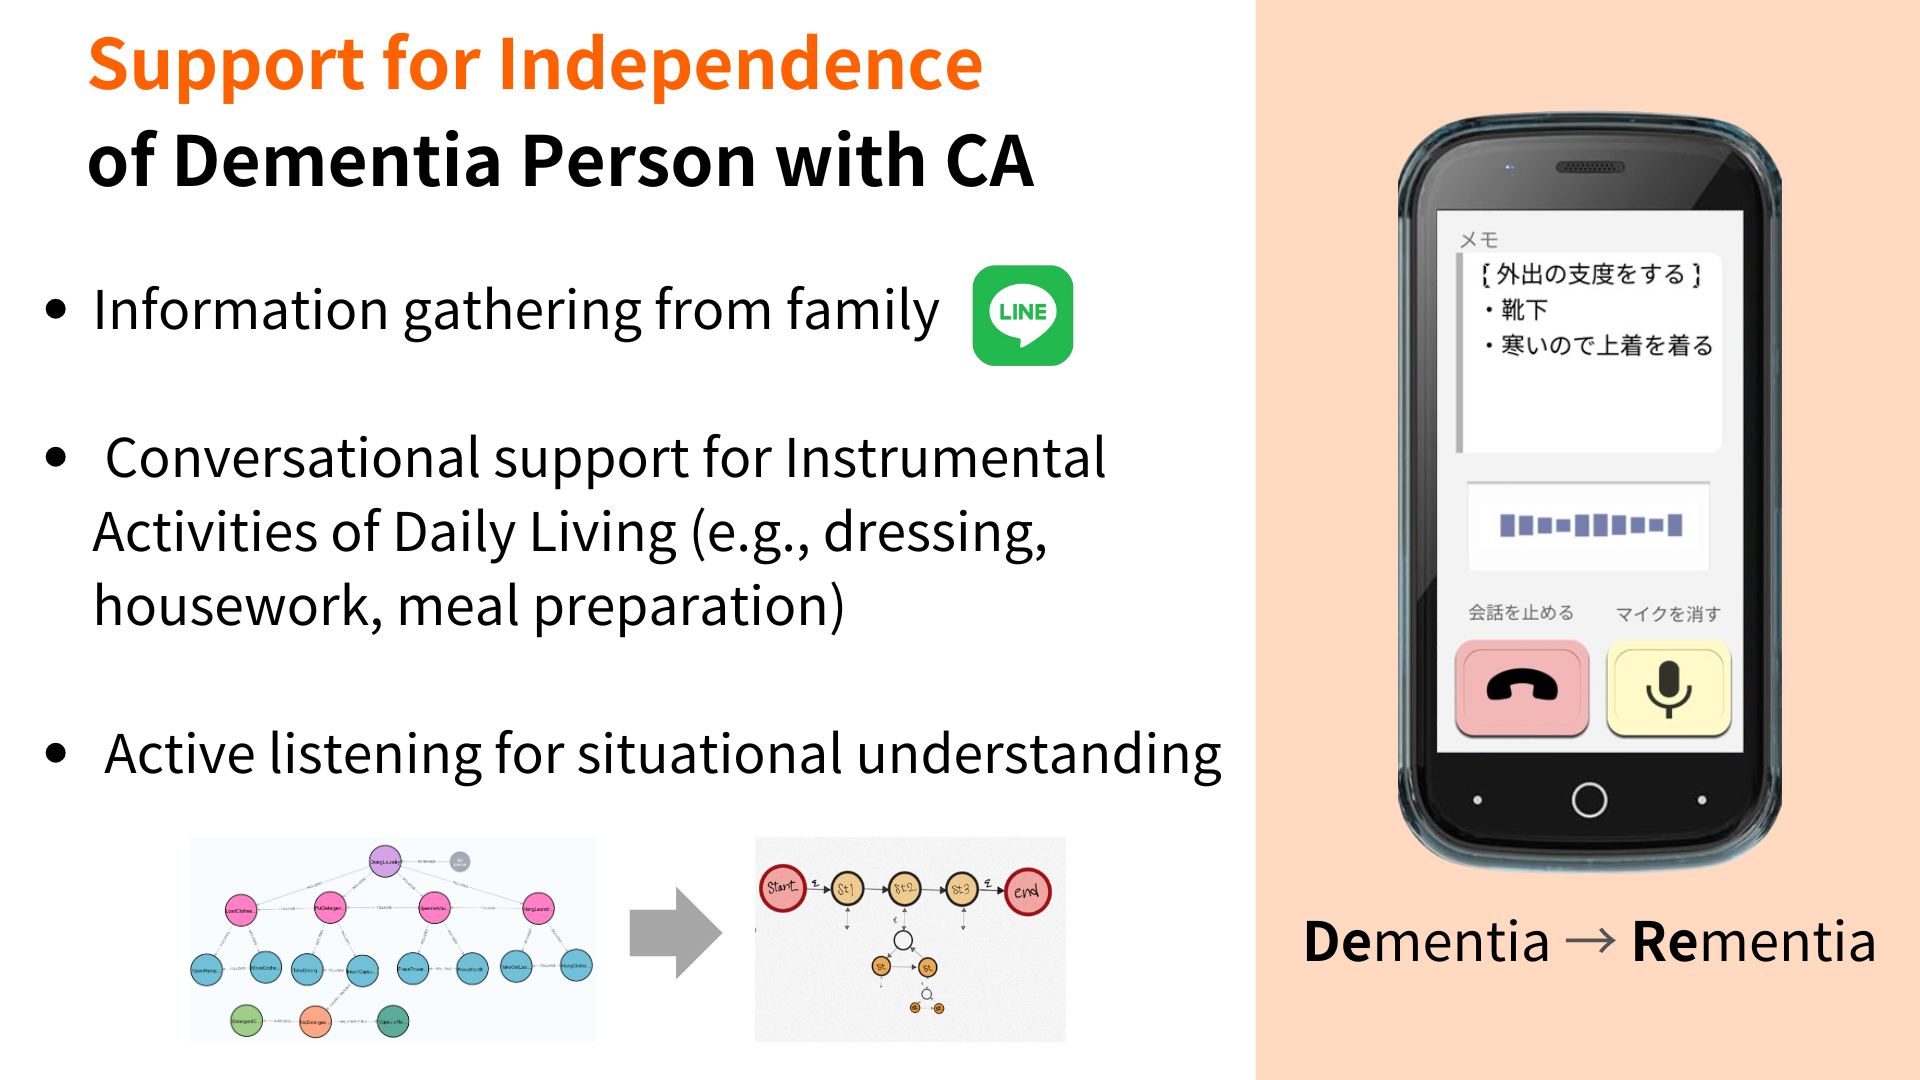 Support for Independence
of Dementia Person with CA
• Information gathering from family
LINE
• Conversational support for Instrumental
Activities of Daily Living (e.g., dressing,
housework, meal preparation)
• Active listening for situational understanding
DoingLaundry
Start ε St1 St2 St3 ε end
ε
St St
メモ
【外出の支度をする】
・靴下
・寒いので上着を着る
会話を止める マイクを消す
Dementia → Rementia